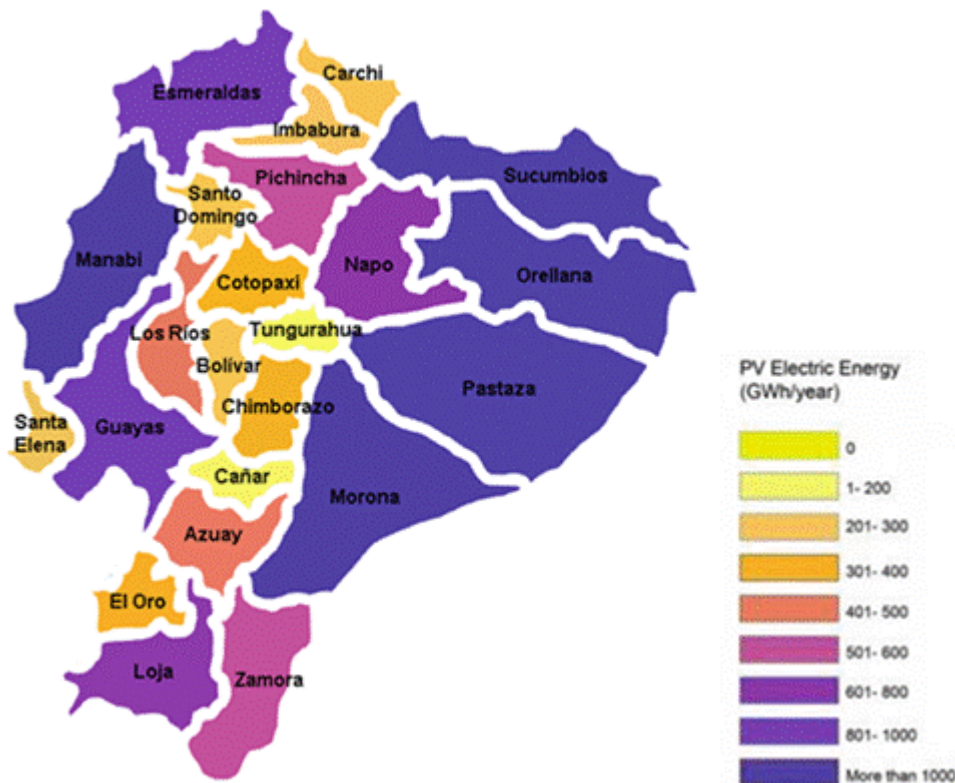 Carchi
Esmeraldas
Imbabura
Pichincha
Sucumbios
Santo
Domingo
Manabi
Napo
Orellana
Cotopaxi
Los Ríos
Tungurahua
Bolívar
Pastaza
Chimborazo
Santa
Elena
Guayas
Cañar
Morona
Azuay
El Oro
Loja
Zamora
PV Electric Energy
(GWh/year)
0
1- 200
201- 300
301- 400
401- 500
501- 600
601- 800
801- 1000
More than 1000